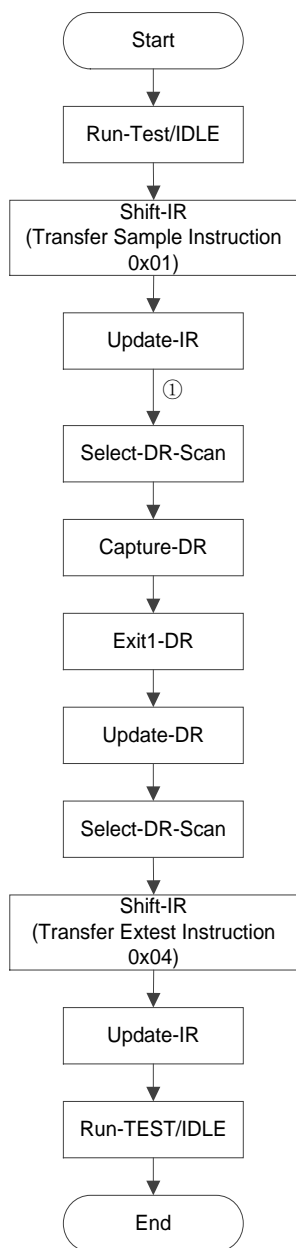 Start
Run-Test/IDLE
Shift-IR
(Transfer Sample Instruction
0x01)
Update-IR
①
Select-DR-Scan
Capture-DR
Exit1-DR
Update-DR
Select-DR-Scan
Shift-IR
(Transfer Extest Instruction
0x04)
Update-IR
Run-TEST/IDLE
End